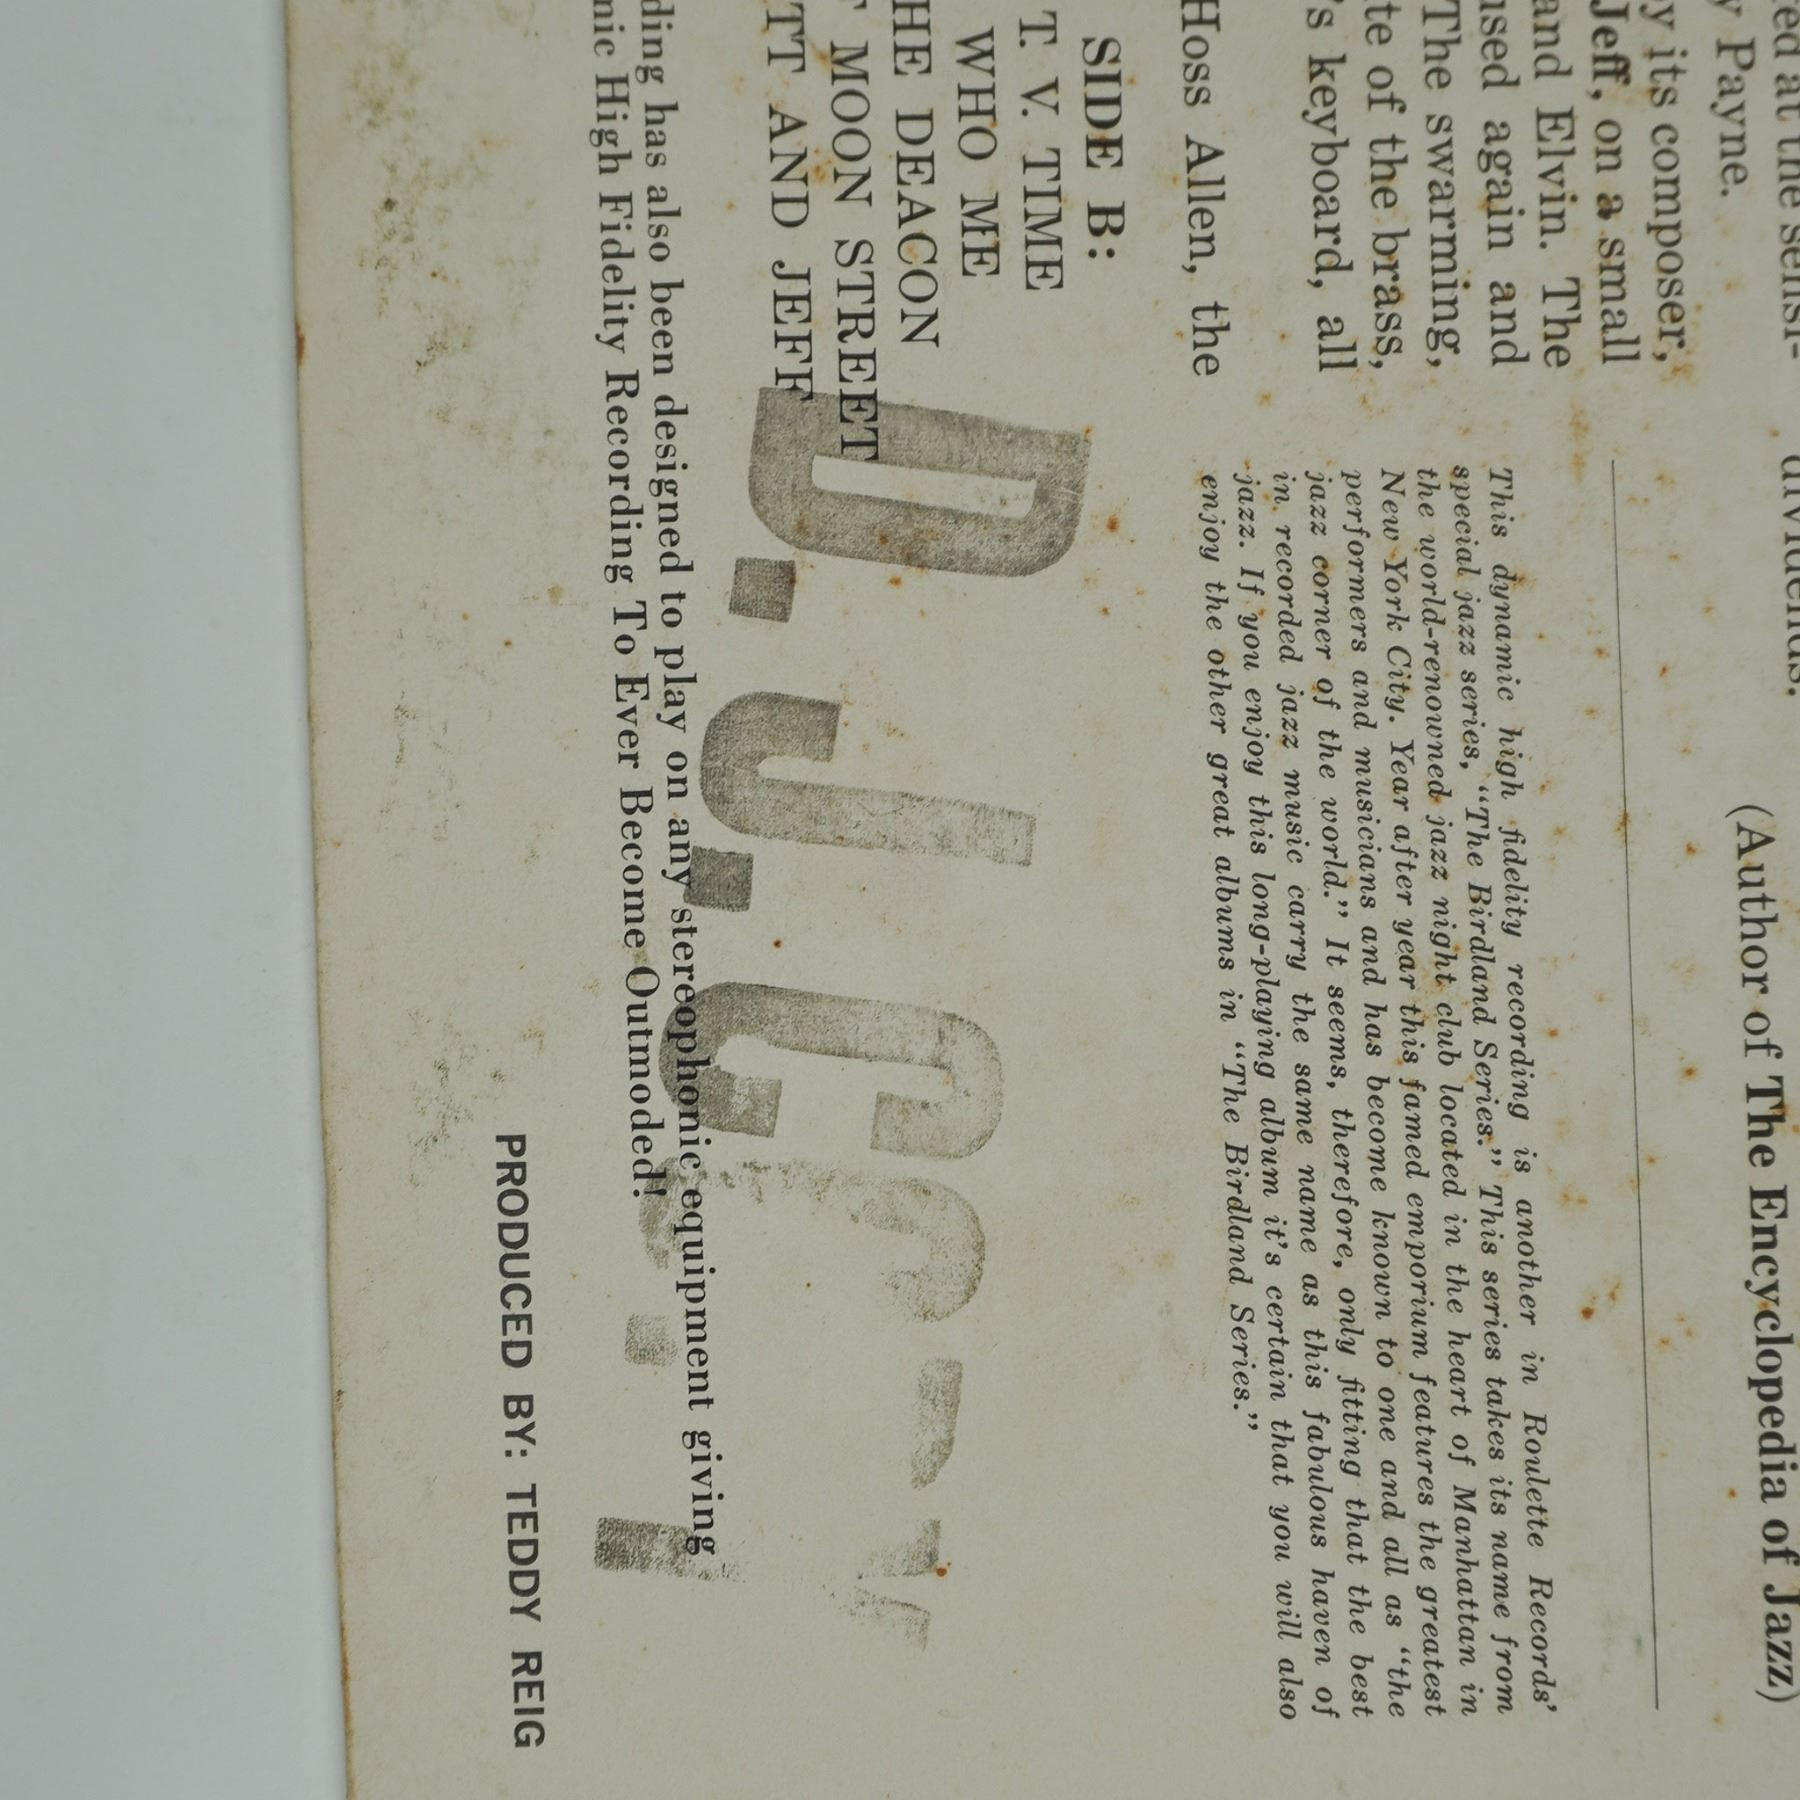 red at the sensi-
y Payne.
y its composer,
Jeff, on a small
and Elvin. The
used again and
The swarming,
te of the brass,
's keyboard, all
Hoss Allen, the
dividends.
(Author of The Encyclopedia of Jazz)
This dynamic high fidelity recording is another in Roulette Records'
special jazz series, "The Birdland Series." This series takes its name from
the world-renowned jazz night club located in the heart of Manhattan in
New York City. Year after year this famed emporium features the greatest
performers and musicians and has become known to one and all as "the
jazz corner of the world." It seems, therefore, only fitting that the best
in recorded jazz music carry the same name as this fabulous haven of
jazz. If you enjoy this long-playing album it's certain that you will also
enjoy the other great albums in "The Birdland Series."
SIDE B:
T. V. TIME
WHO ME
HE DEACON
MOON STREET
TT AND JEFF
D.J. C
ding has also been designed to play on any stereophonic equipment giving
nic High Fidelity Recording To Ever Become Outmoded!
PRODUCED BY: TEDDY REIG